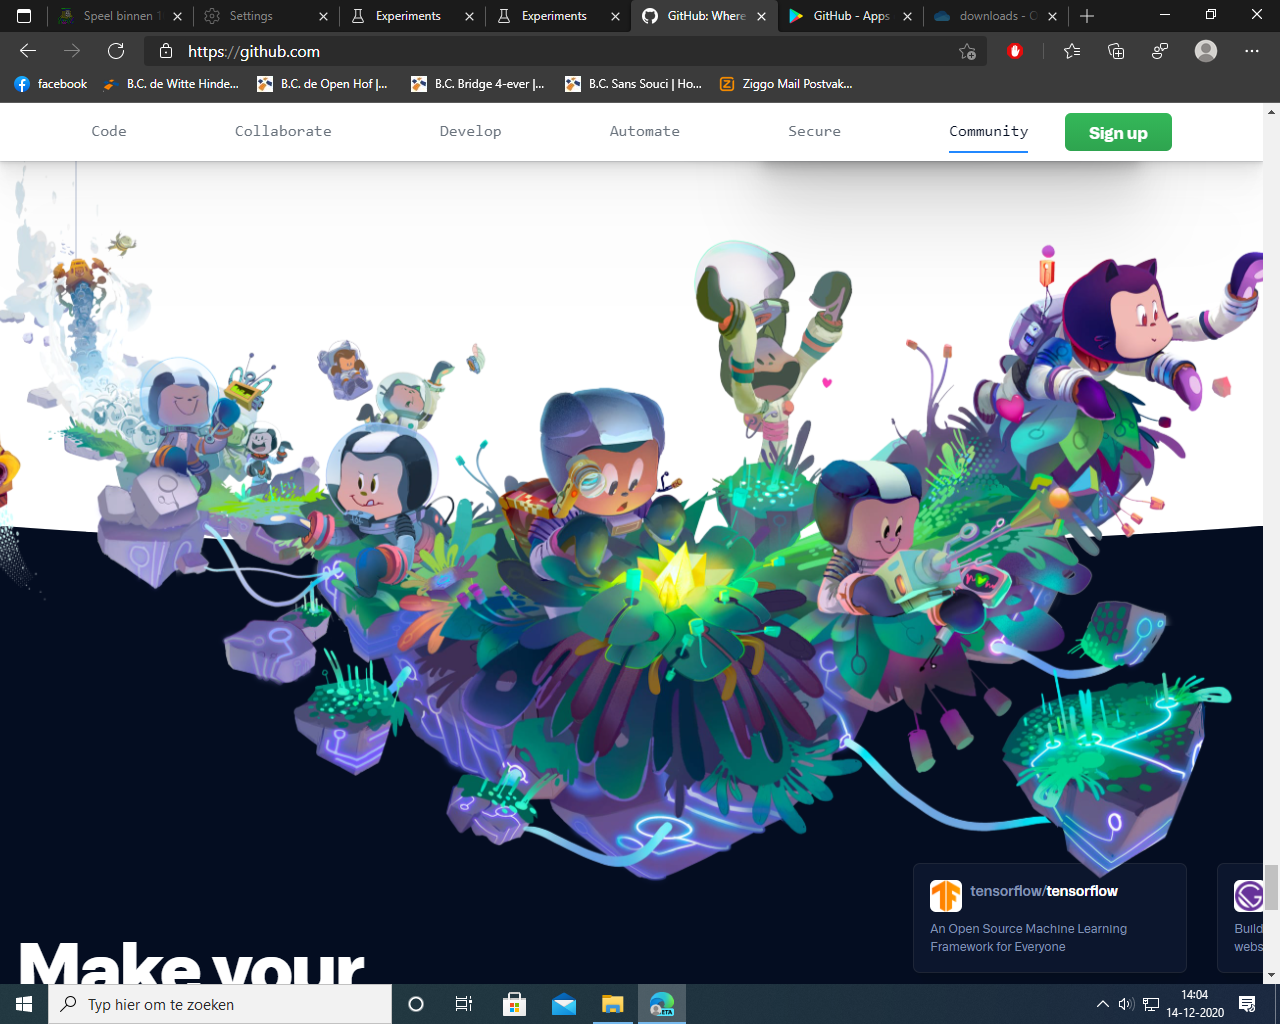 Speel binnen 1
Settings
Experiments
Experiments
GitHub: Where
GitHub - Apps
downloads - O
https://github.com
facebook
B.C. de Witte Hinde...
B.C. de Open Hof |...
B.C. Bridge 4-ever |...
B.C. Sans Souci | Ho...
Ziggo Mail Postvak...
Code
Collaborate
Develop
Automate
Secure
Community
Sign up
tensorflow/tensorflow
An Open Source Machine Learning
Framework for Everyone
Build
webs
Make your
Typ hier om te zoeken
BETA
14:04
14-12-2020